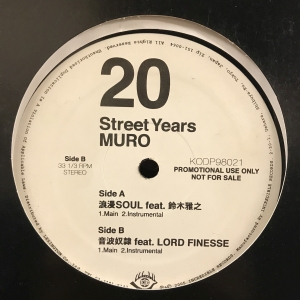 20
Street Years
MURO
Side B
33 1/3 RPM
STEREO
KODP98021
PROMOTIONAL USE ONLY
NOT FOR SALE
Side A
浪漫SOUL feat. 鈴木雅之
1.Main 2.Instrumental
Side B
音波奴隷 feat. LORD FINESSE
1.Main 2.Instrumental